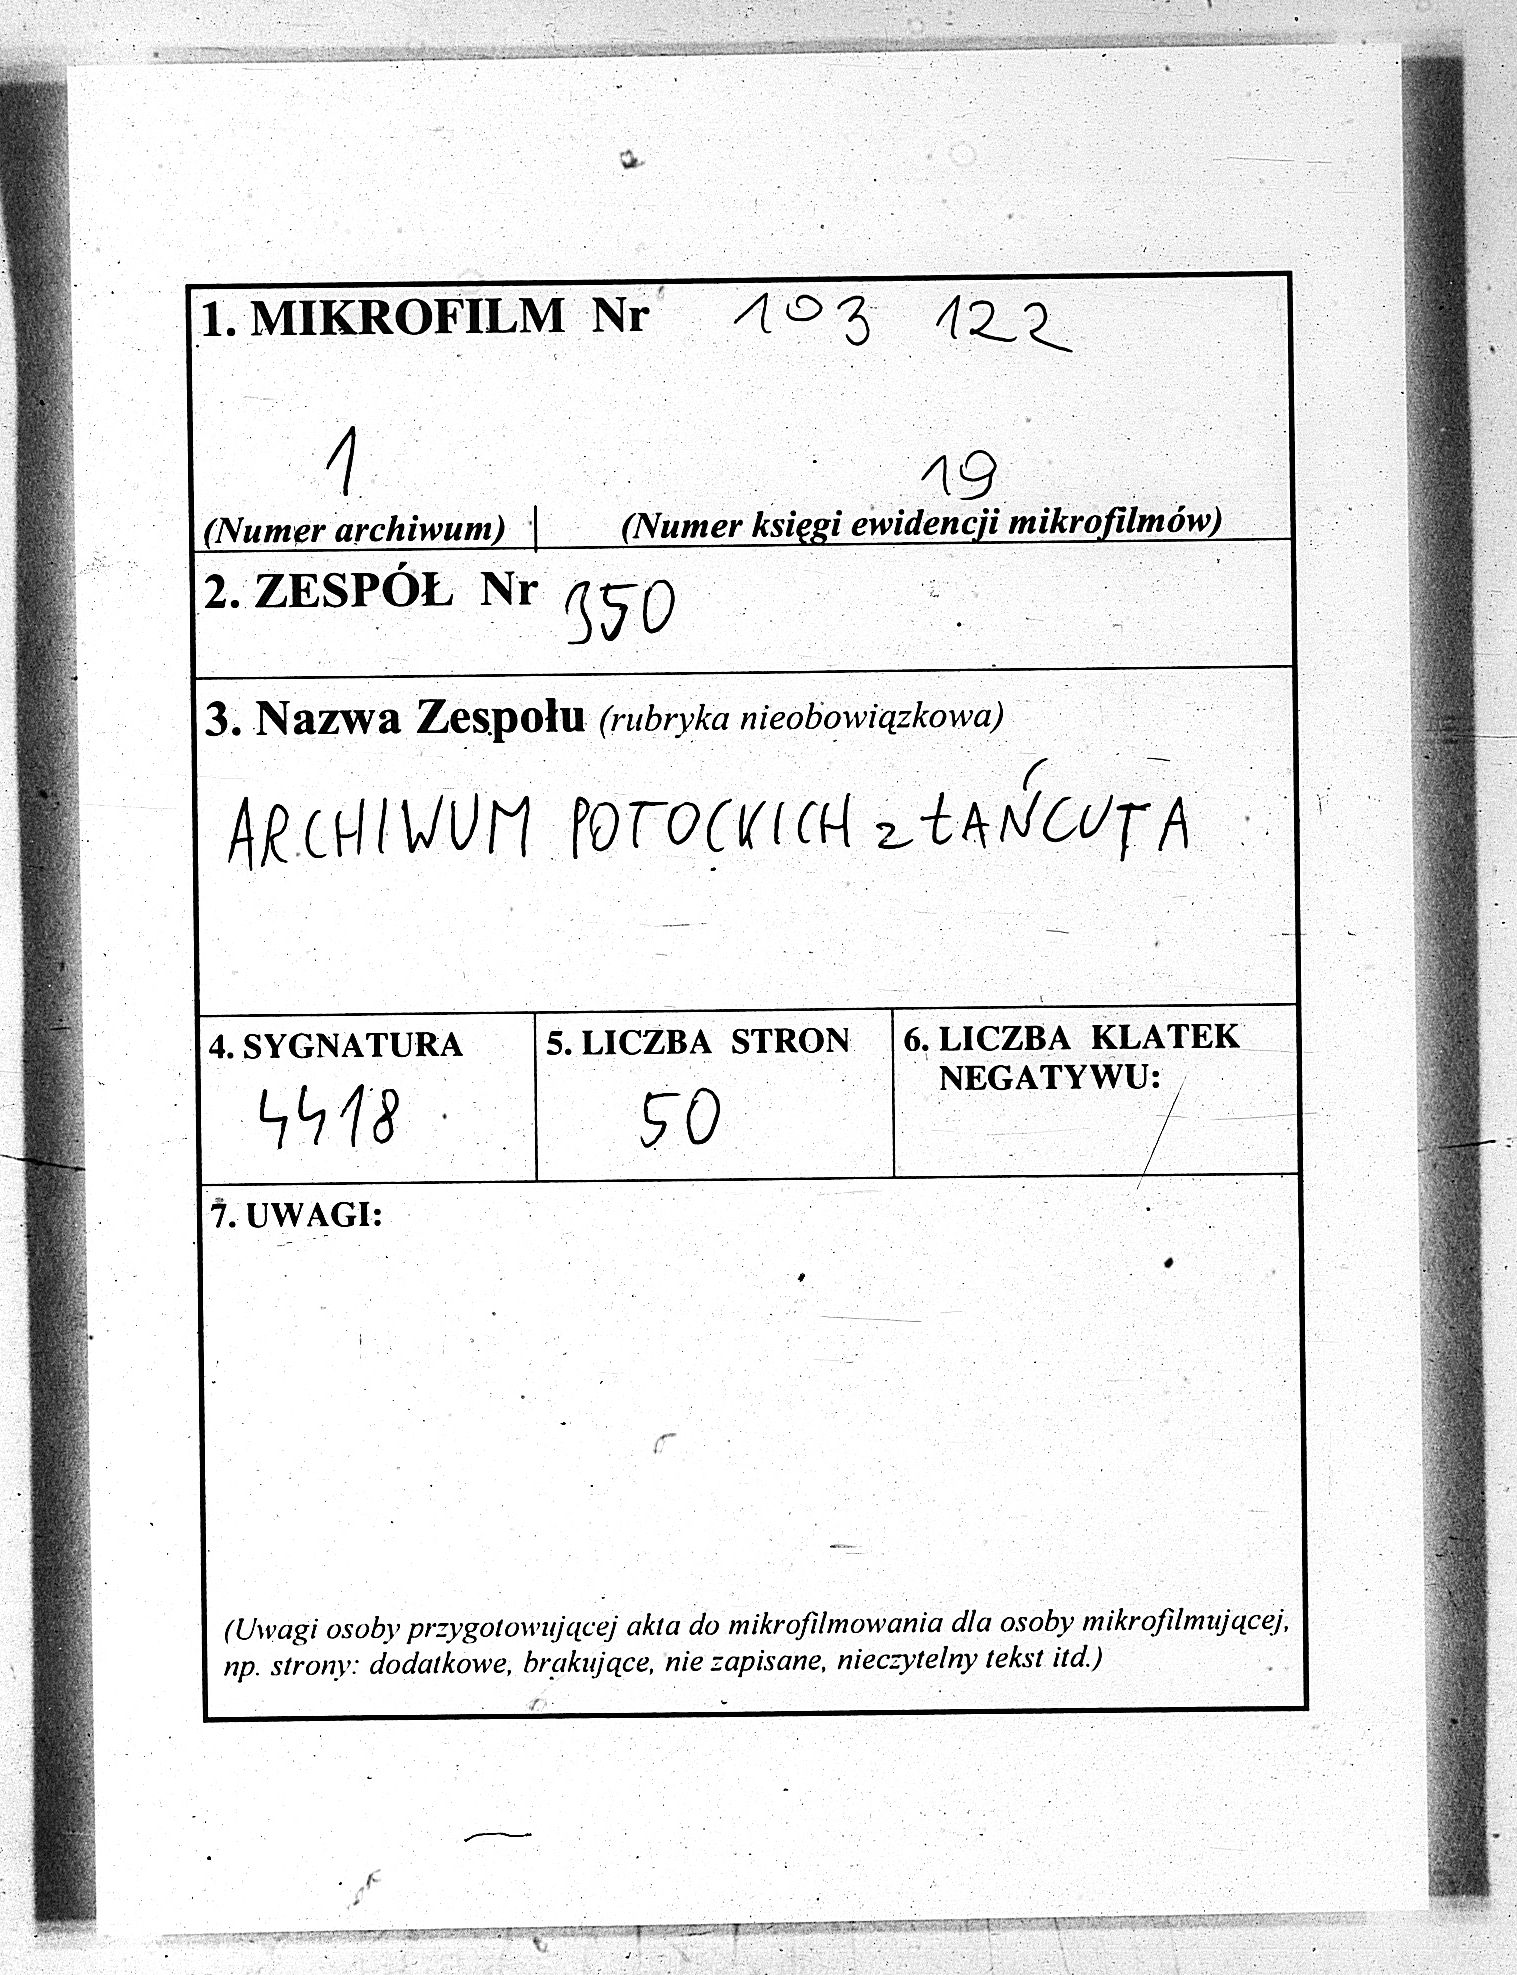 1. MIKROFILM Nr 103 122
1 19
(Numer archiwum) | (Numer księgi ewidencji mikrofilmów)
2. ZESPÓŁ Nr 350
3. Nazwa Zespołu (rubryka nieobowiązkowa)
ARCHIWUM POTOCKICH z ŁAŃCUTA
4. SYGNATURA 5. LICZBA STRON 6. LICZBA KLATEK
NEGATYWU:
4418 50
7. UWAGI:
(Uwagi osoby przygotowującej akta do mikrofilmowania dla osoby mikrofilmującej,
np. strony: dodatkowe, brakujące, nie zapisane, nieczytelny tekst itd.)